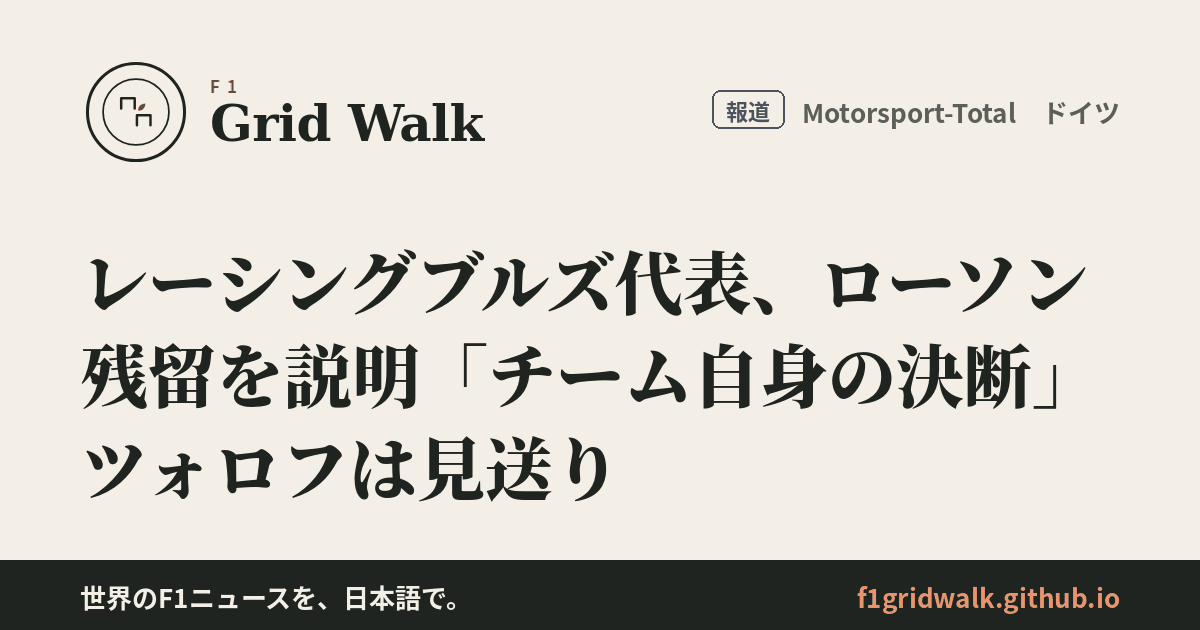 F1
Grid Walk
報道 Motorsport-Total ドイツ
レーシングブルズ代表、ローソン
残留を説明「チーム自身の決断」
ツォロフは見送り
世界のF1ニュースを、日本語で。
f1gridwalk.github.io